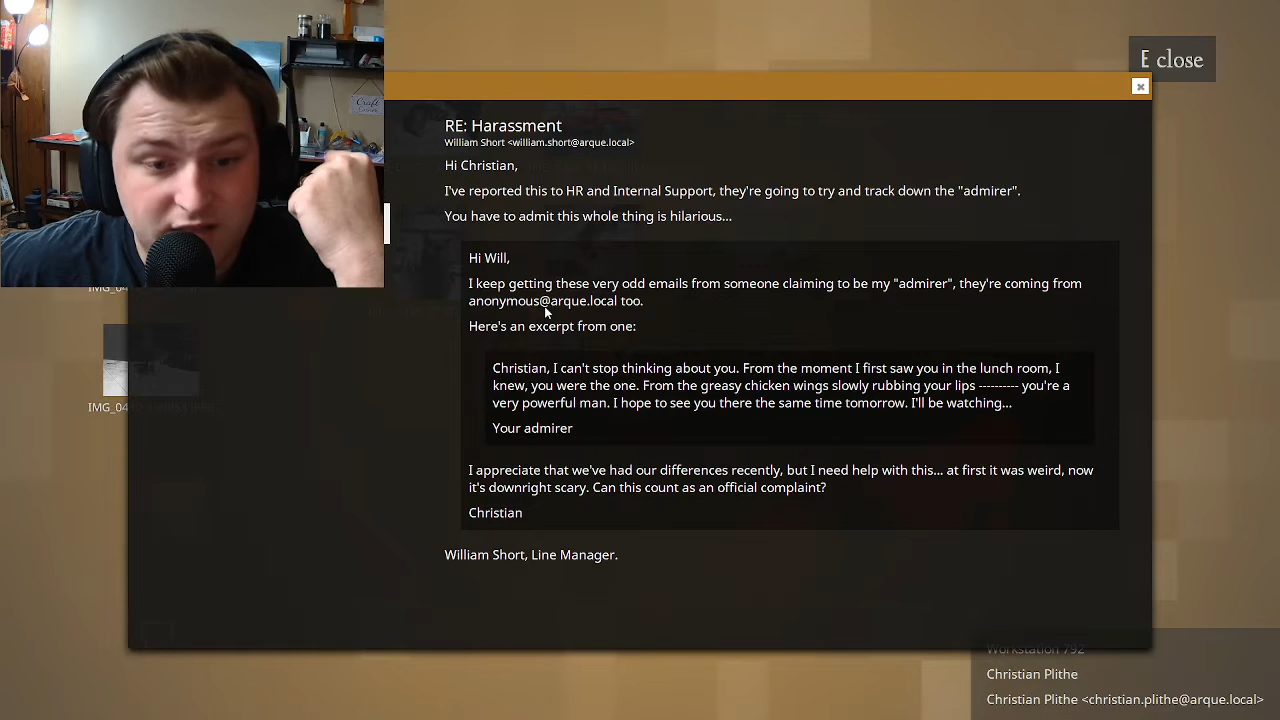 E close
RE: Harassment
William Short <william.short@arque.local>
Hi Christian,
I've reported this to HR and Internal Support, they're going to try and track down the "admirer".
You have to admit this whole thing is hilarious...
Hi Will,
I keep getting these very odd emails from someone claiming to be my "admirer", they're coming from
anonymous@arque.local too.
Here's an excerpt from one:
Christian, I can't stop thinking about you. From the moment I first saw you in the lunch room, I
knew, you were the one. From the greasy chicken wings slowly rubbing your lips ---------- you're a
very powerful man. I hope to see you there the same time tomorrow. I'll be watching...
Your admirer
I appreciate that we've had our differences recently, but I need help with this... at first it was weird, now
it's downright scary. Can this count as an official complaint?
Christian
William Short, Line Manager.
Workstation 792
Christian Plithe
Christian Plithe <christian.plithe@arque.local>
Craft